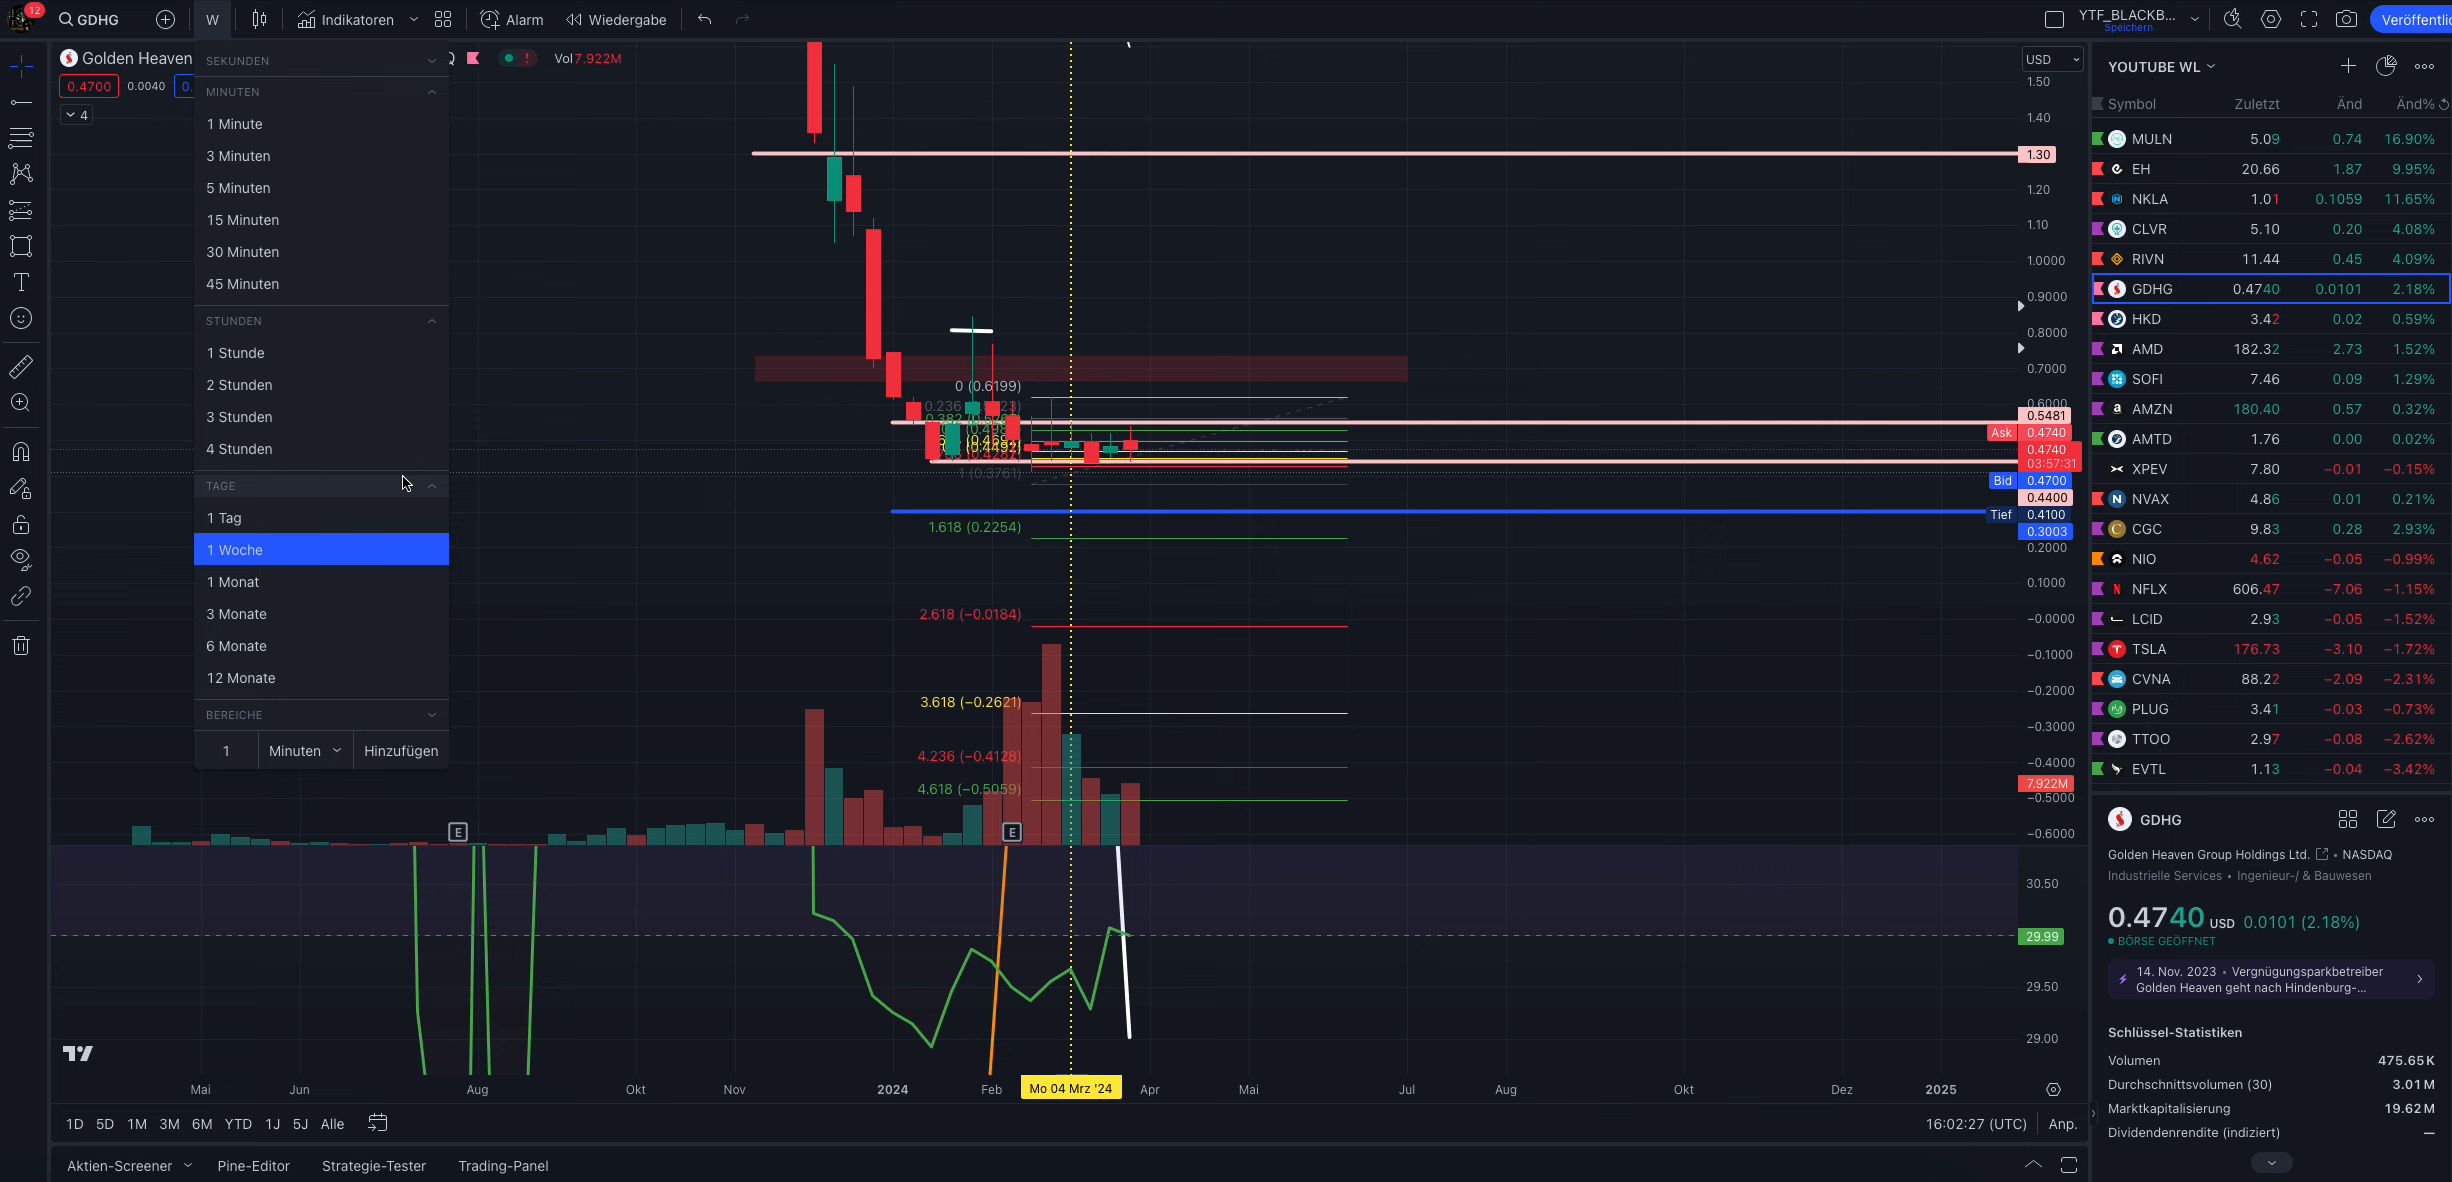 12
GDHG
W
Indikatoren
Alarm
Wiedergabe
YTF_BLACKB...
Speichern
Golden Heaven
Vol7.922M
0.4700
0.0040
0.
4
SEKUNDEN
MINUTEN
1 Minute
3 Minuten
5 Minuten
15 Minuten
30 Minuten
45 Minuten
STUNDEN
1 Stunde
2 Stunden
3 Stunden
4 Stunden
TAGE
1 Tag
1 Woche
1 Monat
3 Monate
6 Monate
12 Monate
BEREICHE
1 Minuten Hinzufügen
0 (0.6199)
1 (0.3761)
1.618 (0.2254)
2.618 (−0.0184)
3.618 (−0.2621)
4.236 (−0.4128)
4.618 (−0.5059)
E
E
USD
1.50
1.40
1.30
1.20
1.10
1.0000
0.9000
0.8000
0.7000
0.6000
0.5481
Ask 0.4740
0.4740
03:57:31
Bid 0.4700
0.4400
Tief 0.4100
0.3003
0.2000
0.1000
−0.0000
−0.1000
−0.2000
−0.3000
−0.4000
7.922M
−0.5000
−0.6000
30.50
29.99
29.50
29.00
Mai Jun Aug Okt Nov 2024 Feb Mo 04 Mrz '24 Apr Mai Jul Aug Okt Dez 2025
1D 5D 1M 3M 6M YTD 1J 5J Alle
16:02:27 (UTC) Anp.
Aktien-Screener Pine-Editor Strategie-Tester Trading-Panel
YOUTUBE WL
Symbol Zuletzt Änd Änd%
MULN 5.09 0.74 16.90%
EH 20.66 1.87 9.95%
NKLA 1.01 0.1059 11.65%
CLVR 5.10 0.20 4.08%
RIVN 11.44 0.45 4.09%
GDHG 0.4740 0.0101 2.18%
HKD 3.42 0.02 0.59%
AMD 182.32 2.73 1.52%
SOFI 7.46 0.09 1.29%
AMZN 180.40 0.57 0.32%
AMTD 1.76 0.00 0.02%
XPEV 7.80 −0.01 −0.15%
NVAX 4.86 0.01 0.21%
CGC 9.83 0.28 2.93%
NIO 4.62 −0.05 −0.99%
NFLX 606.47 −7.06 −1.15%
LCID 2.93 −0.05 −1.52%
TSLA 176.73 −3.10 −1.72%
CVNA 88.22 −2.09 −2.31%
PLUG 3.41 −0.03 −0.73%
TTOO 2.97 −0.08 −2.62%
EVTL 1.13 −0.04 −3.42%
GDHG
Golden Heaven Group Holdings Ltd. • NASDAQ
Industrielle Services • Ingenieur-/ & Bauwesen
0.4740 USD 0.0101 (2.18%)
BÖRSE GEÖFFNET
14. Nov. 2023 • Vergnügungsparkbetreiber
Golden Heaven geht nach Hindenburg-...
Schlüssel-Statistiken
Volumen 475.65K
Durchschnittsvolumen (30) 3.01M
Marktkapitalisierung 19.62M
Dividendenrendite (indiziert) —